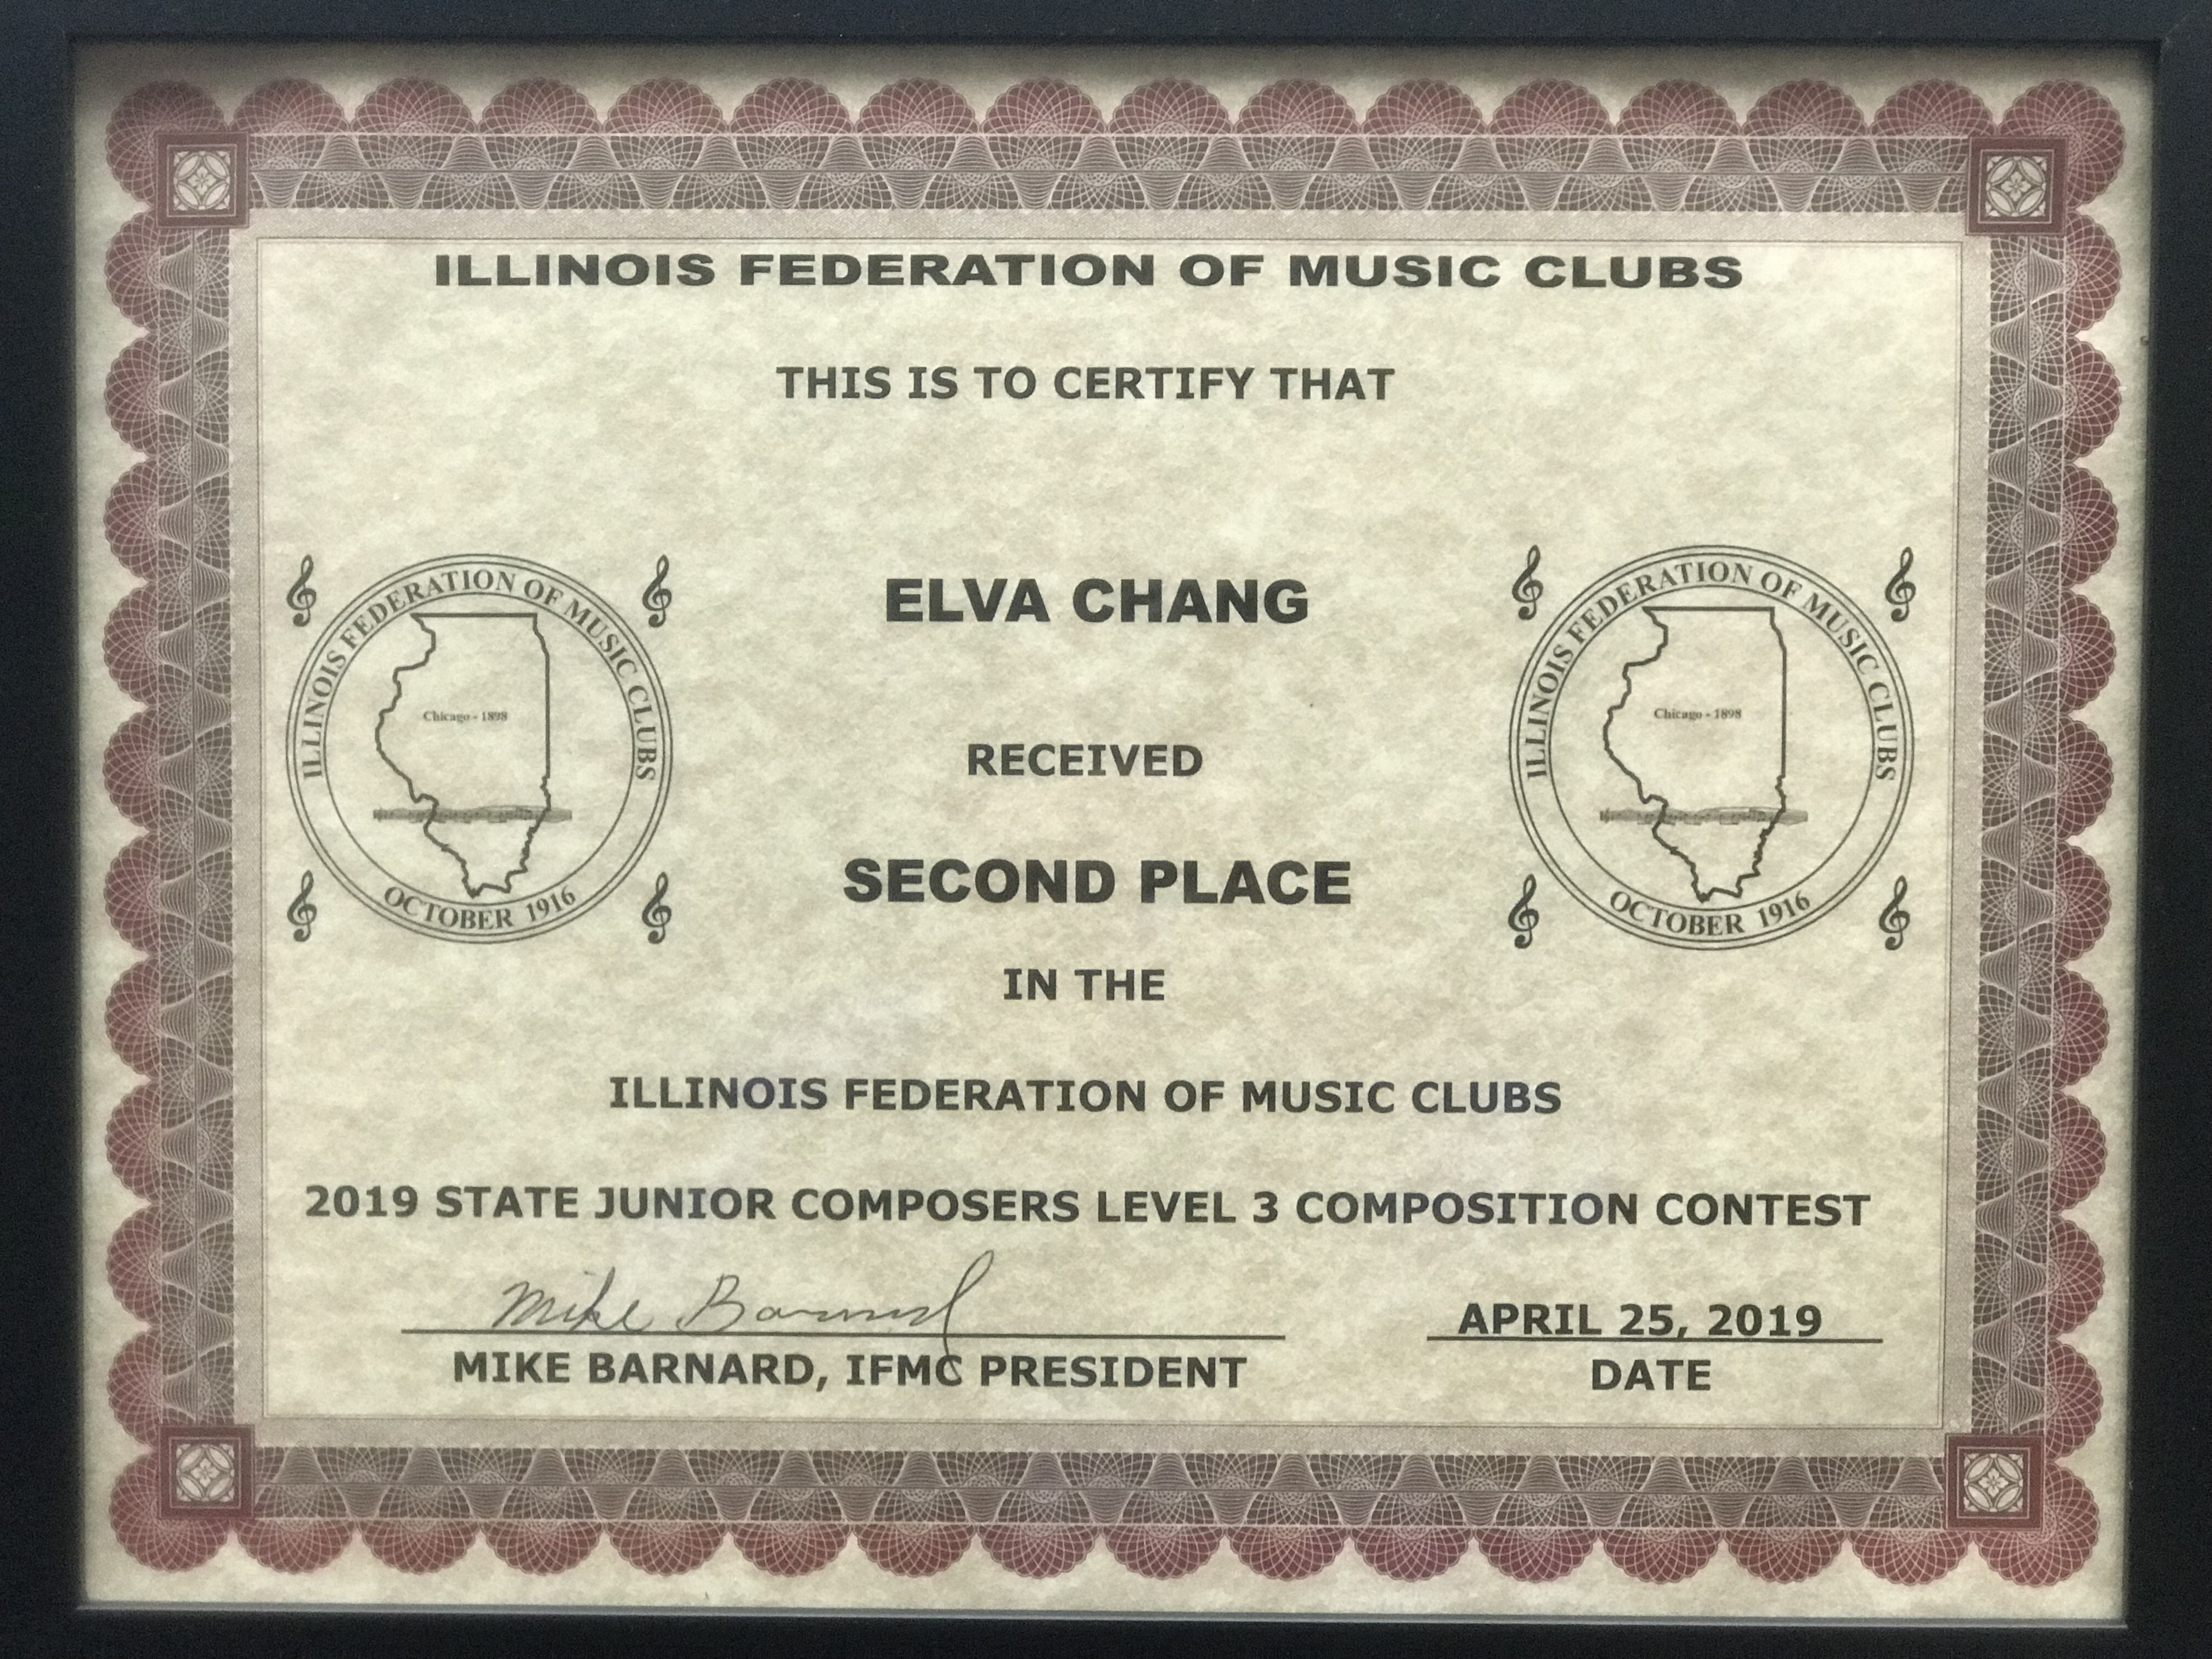 ILLINOIS FEDERATION OF MUSIC CLUBS
THIS IS TO CERTIFY THAT
ELVA CHANG
RECEIVED
SECOND PLACE
IN THE
ILLINOIS FEDERATION OF MUSIC CLUBS
2019 STATE JUNIOR COMPOSERS LEVEL 3 COMPOSITION CONTEST
Mike Barnard
MIKE BARNARD, IFMC PRESIDENT
APRIL 25, 2019
DATE
ILLINOIS FEDERATION OF MUSIC CLUBS
Chicago - 1898
OCTOBER 1916
ILLINOIS FEDERATION OF MUSIC CLUBS
Chicago - 1898
OCTOBER 1916